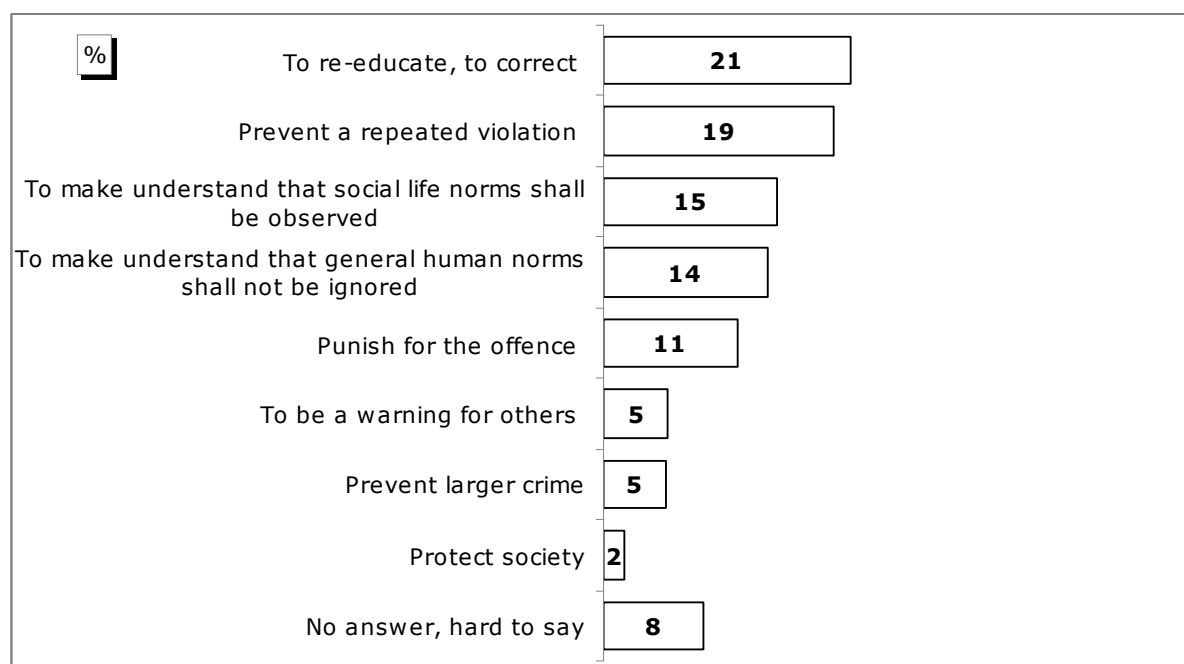 %
To re-educate, to correct
21
Prevent a repeated violation
19
To make understand that social life norms shall
be observed
15
To make understand that general human norms
shall not be ignored
14
Punish for the offence
11
To be a warning for others
5
Prevent larger crime
5
Protect society
2
No answer, hard to say
8